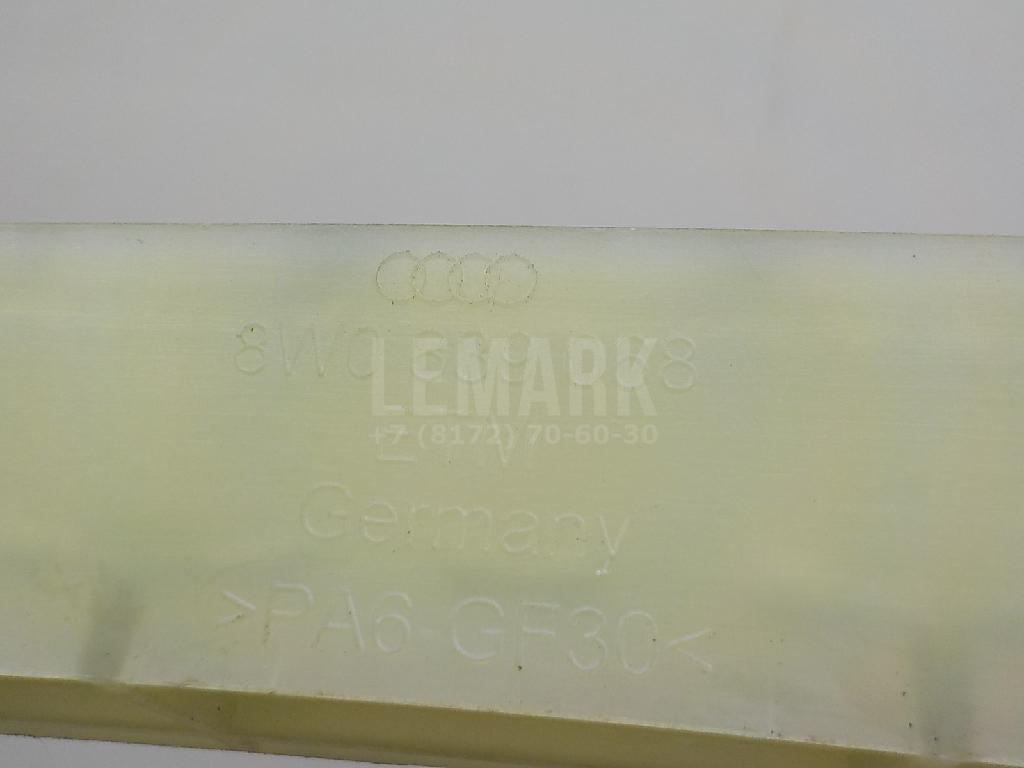 8W0
LEMARK
+7 (8172) 70-60-30
Germany
>PA6-GF30<